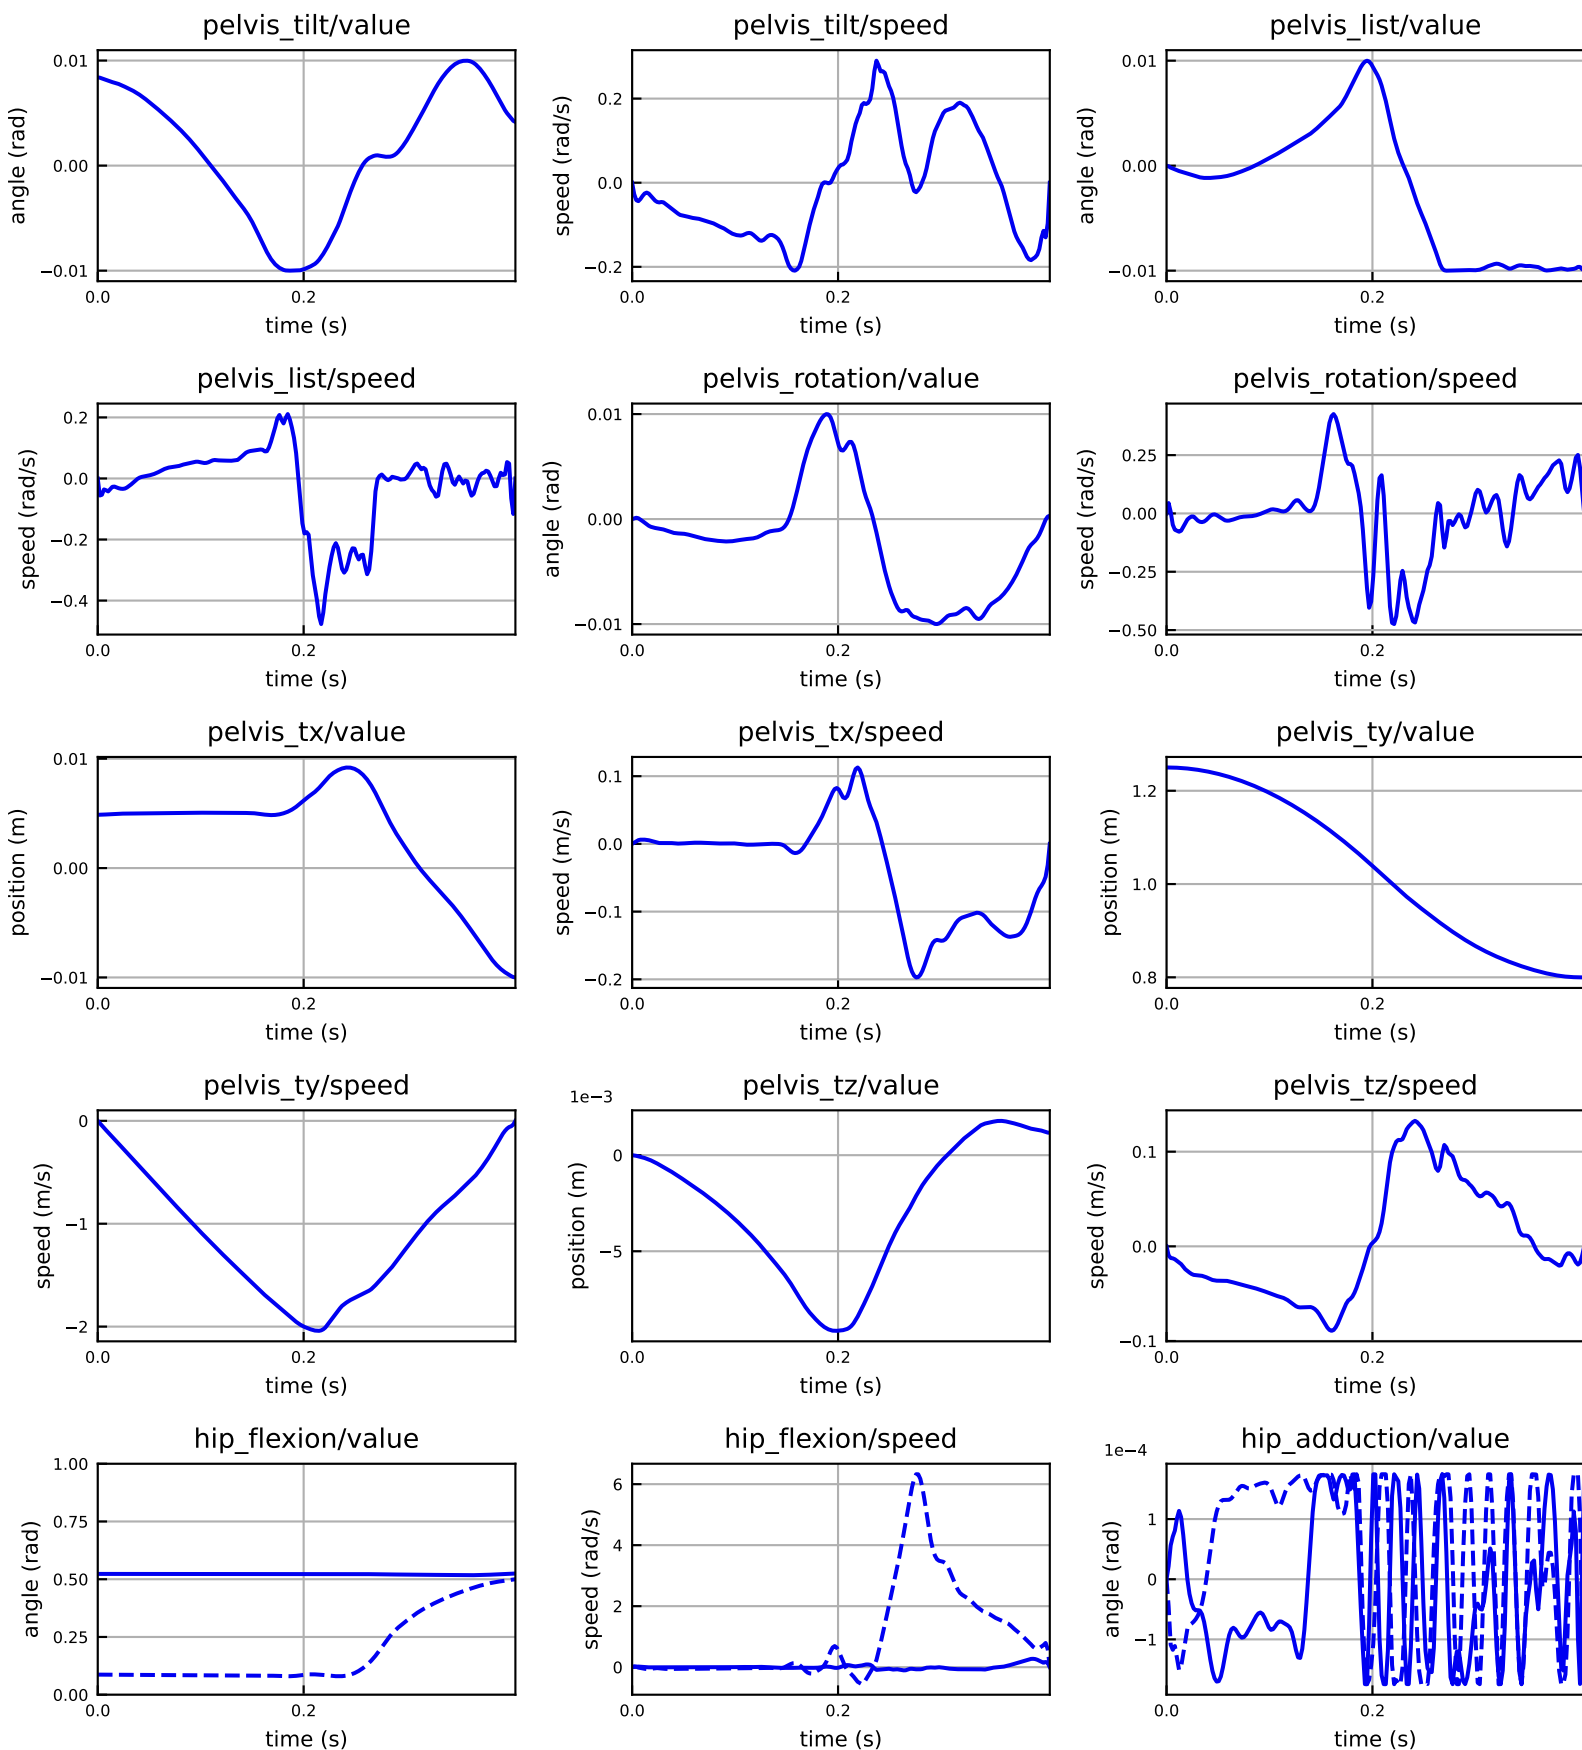 pelvis_tilt/value
angle (rad)
0.01
0.00
−0.01
0.0
0.2
time (s)
pelvis_tilt/speed
speed (rad/s)
0.2
0.0
−0.2
0.0
0.2
time (s)
pelvis_list/value
angle (rad)
0.01
0.00
−0.01
0.0
0.2
time (s)
pelvis_list/speed
speed (rad/s)
0.2
0.0
−0.2
−0.4
0.0
0.2
time (s)
pelvis_rotation/value
angle (rad)
0.01
0.00
−0.01
0.0
0.2
time (s)
pelvis_rotation/speed
speed (rad/s)
0.25
0.00
−0.25
−0.50
0.0
0.2
time (s)
pelvis_tx/value
position (m)
0.01
0.00
−0.01
0.0
0.2
time (s)
pelvis_tx/speed
speed (m/s)
0.1
0.0
−0.1
−0.2
0.0
0.2
time (s)
pelvis_ty/value
position (m)
1.2
1.0
0.8
0.0
0.2
time (s)
pelvis_ty/speed
speed (m/s)
0
−1
−2
0.0
0.2
time (s)
pelvis_tz/value
1e−3
position (m)
0
−5
0.0
0.2
time (s)
pelvis_tz/speed
speed (m/s)
0.1
0.0
−0.1
0.0
0.2
time (s)
hip_flexion/value
angle (rad)
1.00
0.75
0.50
0.25
0.00
0.0
0.2
time (s)
hip_flexion/speed
speed (rad/s)
6
4
2
0
0.0
0.2
time (s)
hip_adduction/value
1e−4
angle (rad)
1
0
−1
0.0
0.2
time (s)